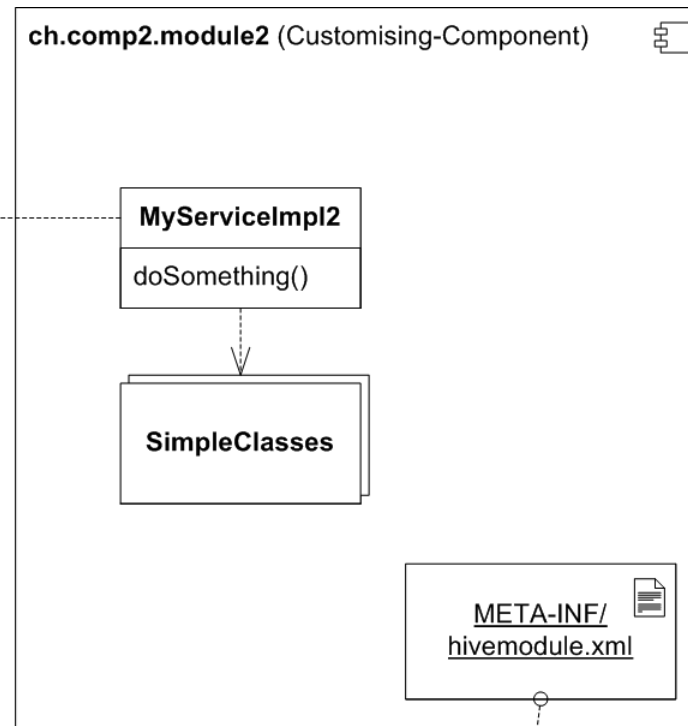 ch.comp2.module2 (Customising-Component)
MyServiceImpl2
doSomething()
SimpleClasses
META-INF/
hivemodule.xml